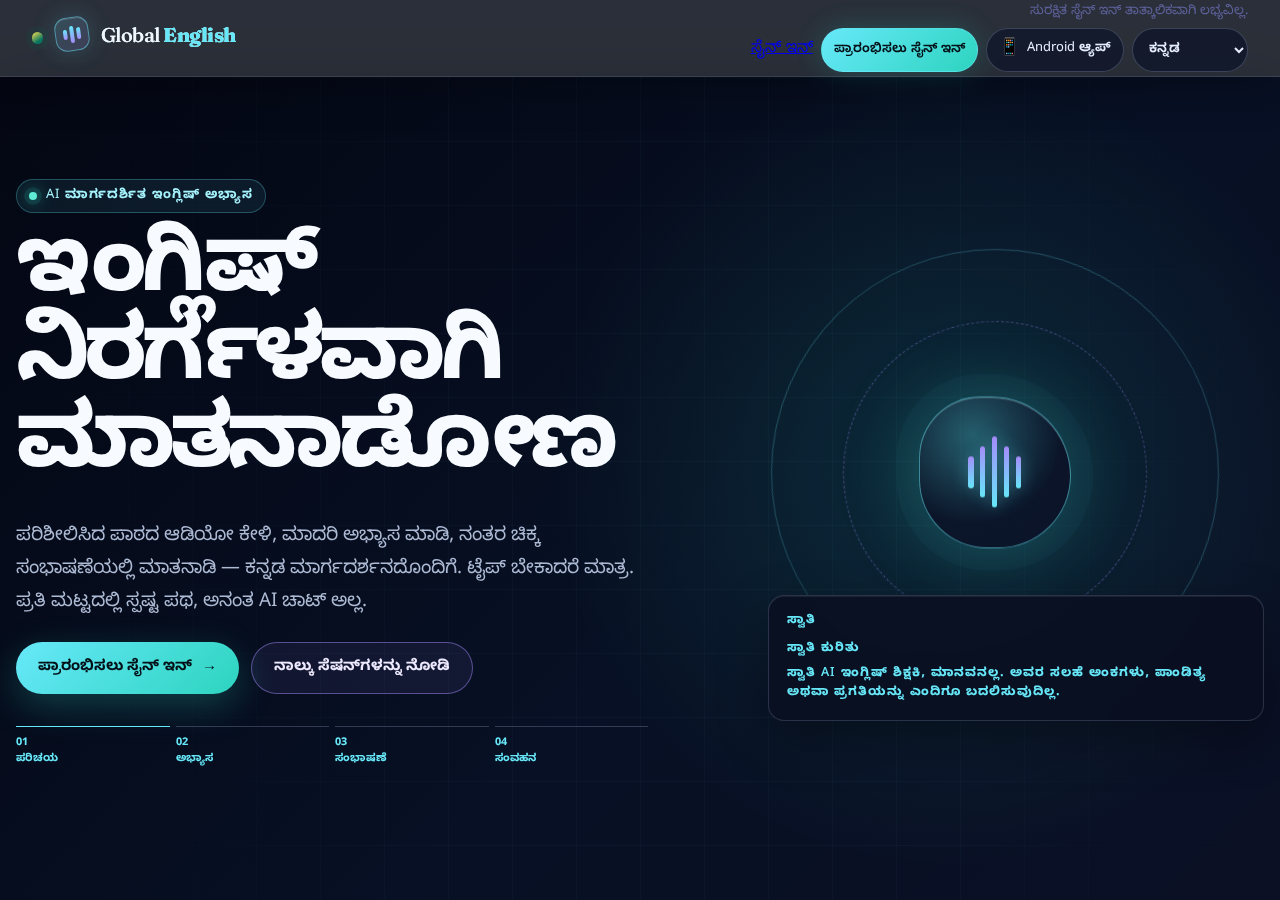 ಸುರಕ್ಷಿತ ಸೈನ್ ಇನ್ ತಾತ್ಕಾಲಿಕವಾಗಿ ಲಭ್ಯವಿಲ್ಲ.
Global English
ಸೈನ್ ಇನ್
ಪ್ರಾರಂಭಿಸಲು ಸೈನ್ ಇನ್
Android ಆ್ಯಪ್
ಕನ್ನಡ
AI ಮಾರ್ಗದರ್ಶಿತ ಇಂಗ್ಲಿಷ್ ಅಭ್ಯಾಸ
ಇಂಗ್ಲಿಷ್
ನಿರರ್ಗಳವಾಗಿ
ಮಾತನಾಡೋಣ
ಪರಿಶೀಲಿಸಿದ ಪಾಠದ ಆಡಿಯೋ ಕೇಳಿ, ಮಾದರಿ ಅಭ್ಯಾಸ ಮಾಡಿ, ನಂತರ ಚಿಕ್ಕ
ಸಂಭಾಷಣೆಯಲ್ಲಿ ಮಾತನಾಡಿ — ಕನ್ನಡ ಮಾರ್ಗದರ್ಶನದೊಂದಿಗೆ. ಟೈಪ್ ಬೇಕಾದರೆ ಮಾತ್ರ.
ಪ್ರತಿ ಮಟ್ಟದಲ್ಲಿ ಸ್ಪಷ್ಟ ಪಥ, ಅನಂತ AI ಚಾಟ್ ಅಲ್ಲ.
ಪ್ರಾರಂಭಿಸಲು ಸೈನ್ ಇನ್ →
ನಾಲ್ಕು ಸೆಷನ್‌ಗಳನ್ನು ನೋಡಿ
01
ಪರಿಚಯ
02
ಅಭ್ಯಾಸ
03
ಸಂಭಾಷಣೆ
04
ಸಂವಹನ
ಸ್ವಾತಿ
ಸ್ವಾತಿ ಕುರಿತು
ಸ್ವಾತಿ AI ಇಂಗ್ಲಿಷ್ ಶಿಕ್ಷಕಿ, ಮಾನವನಲ್ಲ. ಅವರ ಸಲಹೆ ಅಂಕಗಳು, ಪಾಂಡಿತ್ಯ
ಅಥವಾ ಪ್ರಗತಿಯನ್ನು ಎಂದಿಗೂ ಬದಲಿಸುವುದಿಲ್ಲ.